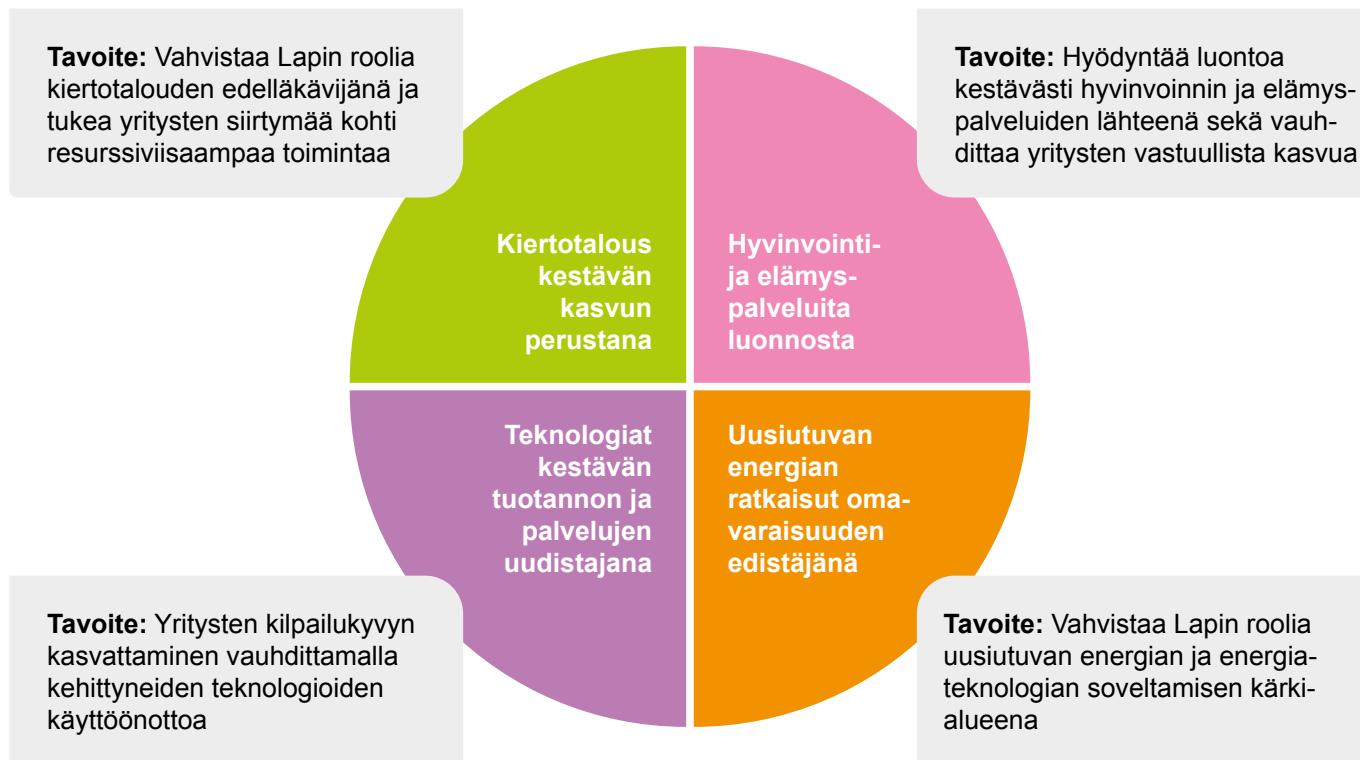 Tavoite: Vahvistaa Lapin roolia
kiertotalouden edelläkävijänä ja
tukea yritysten siirtymää kohti
resurssiviisaampaa toimintaa
Tavoite: Hyödyntää luontoa
kestävästi hyvinvoinnin ja elämys-
palveluiden lähteenä sekä vauh-
dittaa yritysten vastuullista kasvua
Kiertotalous
kestävän
kasvun
perustana
Hyvinvointi-
ja elämys-
palveluita
luonnosta
Teknologiat
kestävän
tuotannon ja
palvelujen
uudistajana
Uusiutuvan
energian
ratkaisut oma-
varaisuuden
edistäjänä
Tavoite: Yritysten kilpailukyvyn
kasvattaminen vauhdittamalla
kehittyneiden teknologioiden
käyttöönottoa
Tavoite: Vahvistaa Lapin roolia
uusiutuvan energian ja energia-
teknologian soveltamisen kärki-
alueena